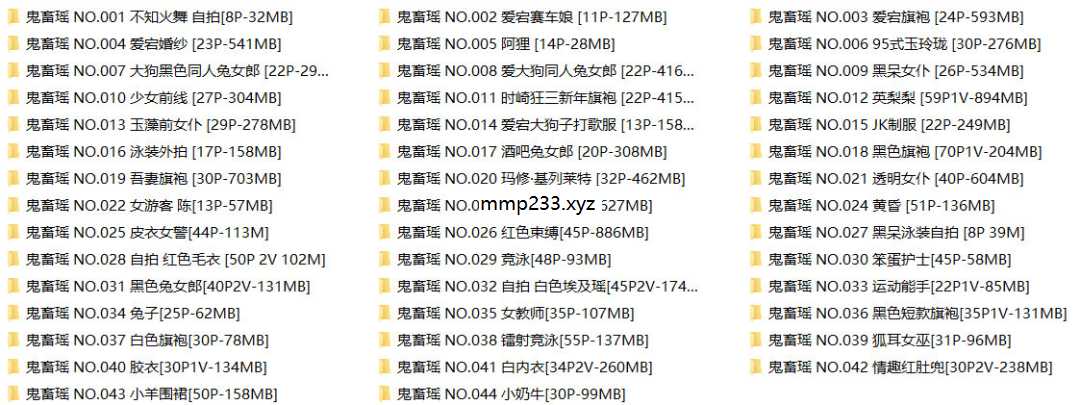 鬼畜瑶 NO.001 不知火舞 自拍[8P-32MB] 鬼畜瑶 NO.002 爱宕赛车娘 [11P-127MB] 鬼畜瑶 NO.003 爱宕旗袍 [24P-593MB]
鬼畜瑶 NO.004 爱宕婚纱 [23P-541MB] 鬼畜瑶 NO.005 阿狸 [14P-28MB] 鬼畜瑶 NO.006 95式玉玲珑 [30P-276MB]
鬼畜瑶 NO.007 大狗黑色同人兔女郎 [22P-29... 鬼畜瑶 NO.008 爱大狗同人兔女郎 [22P-416... 鬼畜瑶 NO.009 黑呆女仆 [26P-534MB]
鬼畜瑶 NO.010 少女前线 [27P-304MB] 鬼畜瑶 NO.011 时崎狂三新年旗袍 [22P-415... 鬼畜瑶 NO.012 英梨梨 [59P1V-894MB]
鬼畜瑶 NO.013 玉藻前女仆 [29P-278MB] 鬼畜瑶 NO.014 爱宕大狗子打歌服 [13P-158... 鬼畜瑶 NO.015 JK制服 [22P-249MB]
鬼畜瑶 NO.016 泳装外拍 [17P-158MB] 鬼畜瑶 NO.017 酒吧兔女郎 [20P-308MB] 鬼畜瑶 NO.018 黑色旗袍 [70P1V-204MB]
鬼畜瑶 NO.019 吾妻旗袍 [30P-703MB] 鬼畜瑶 NO.020 玛修·基列莱特 [32P-462MB] 鬼畜瑶 NO.021 透明女仆 [40P-604MB]
鬼畜瑶 NO.022 女游客 陈[13P-57MB] 鬼畜瑶 NO.0mmp233.xyz 527MB] 鬼畜瑶 NO.024 黄昏 [51P-136MB]
鬼畜瑶 NO.025 皮衣女警[44P-113M] 鬼畜瑶 NO.026 红色束缚[45P-886MB] 鬼畜瑶 NO.027 黑呆泳装自拍 [8P 39M]
鬼畜瑶 NO.028 自拍 红色毛衣 [50P 2V 102M] 鬼畜瑶 NO.029 竞泳[48P-93MB] 鬼畜瑶 NO.030 笨蛋护士[45P-58MB]
鬼畜瑶 NO.031 黑色兔女郎[40P2V-131MB] 鬼畜瑶 NO.032 自拍 白色埃及瑶[45P2V-174... 鬼畜瑶 NO.033 运动能手[22P1V-85MB]
鬼畜瑶 NO.034 兔子[25P-62MB] 鬼畜瑶 NO.035 女教师[35P-107MB] 鬼畜瑶 NO.036 黑色短款旗袍[35P1V-131MB]
鬼畜瑶 NO.037 白色旗袍[30P-78MB] 鬼畜瑶 NO.038 镭射竞泳[55P-137MB] 鬼畜瑶 NO.039 狐耳女巫[31P-96MB]
鬼畜瑶 NO.040 胶衣[30P1V-134MB] 鬼畜瑶 NO.041 白内衣[34P2V-260MB] 鬼畜瑶 NO.042 情趣红肚兜[30P2V-238MB]
鬼畜瑶 NO.043 小羊围裙[50P-158MB] 鬼畜瑶 NO.044 小奶牛[30P-99MB]